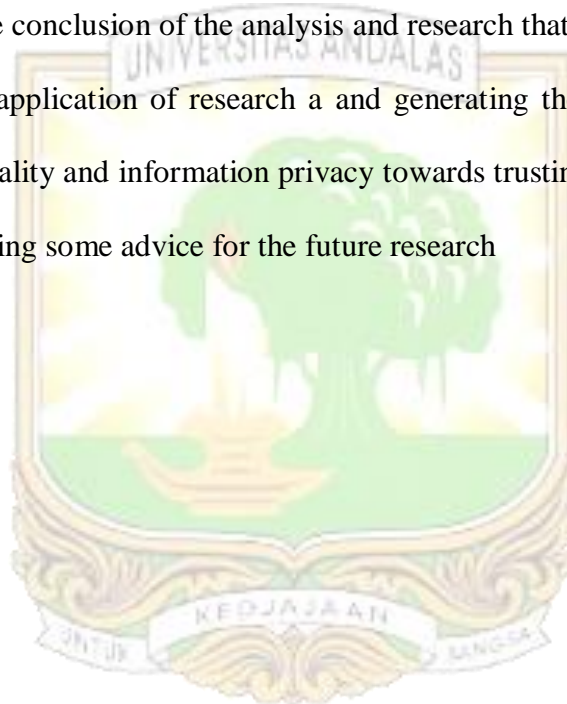 e conclusion of the analysis and research that
UNIVERSITAS ANDALAS
application of research a and generating th
ality and information privacy towards trustin
ing some advice for the future research
KEDJAJAAN
UNTUK
BANGSA